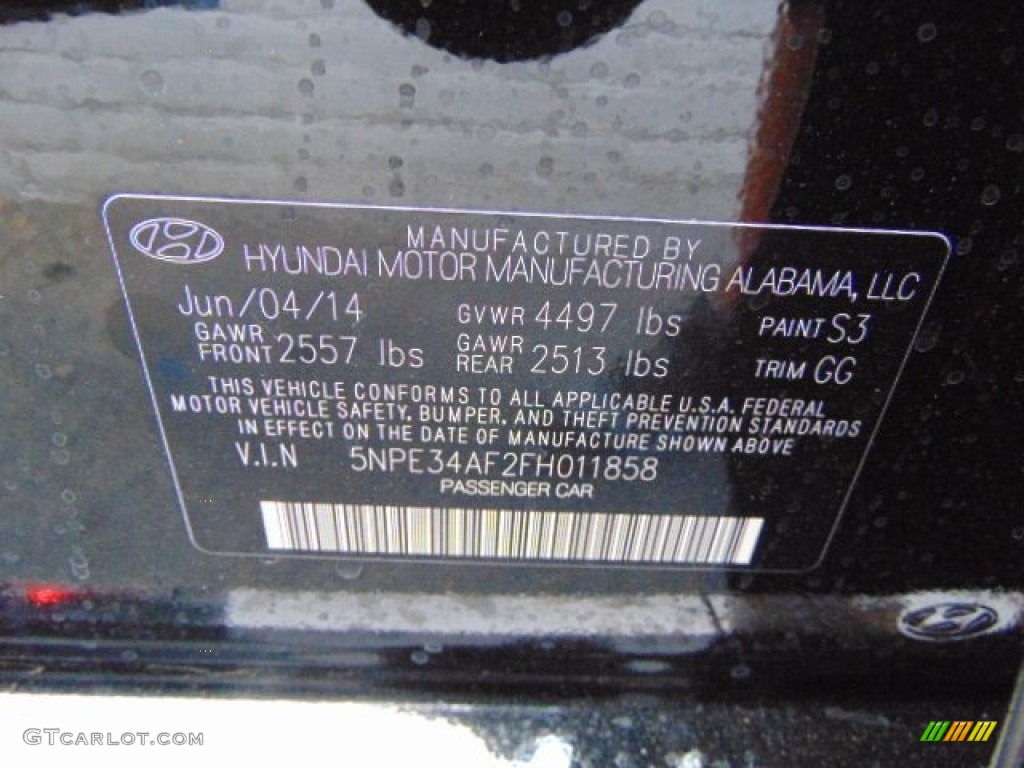 MANUFACTURED BY
HYUNDAI MOTOR MANUFACTURING ALABAMA, LLC
Jun/04/14 GVWR 4497 lbs PAINT S3
GAWR FRONT 2557 lbs GAWR REAR 2513 lbs TRIM GG
THIS VEHICLE CONFORMS TO ALL APPLICABLE U.S.A. FEDERAL
MOTOR VEHICLE SAFETY, BUMPER, AND THEFT PREVENTION STANDARDS
IN EFFECT ON THE DATE OF MANUFACTURE SHOWN ABOVE
V.I.N 5NPE34AF2FH011858
PASSENGER CAR
GTCarLot.com